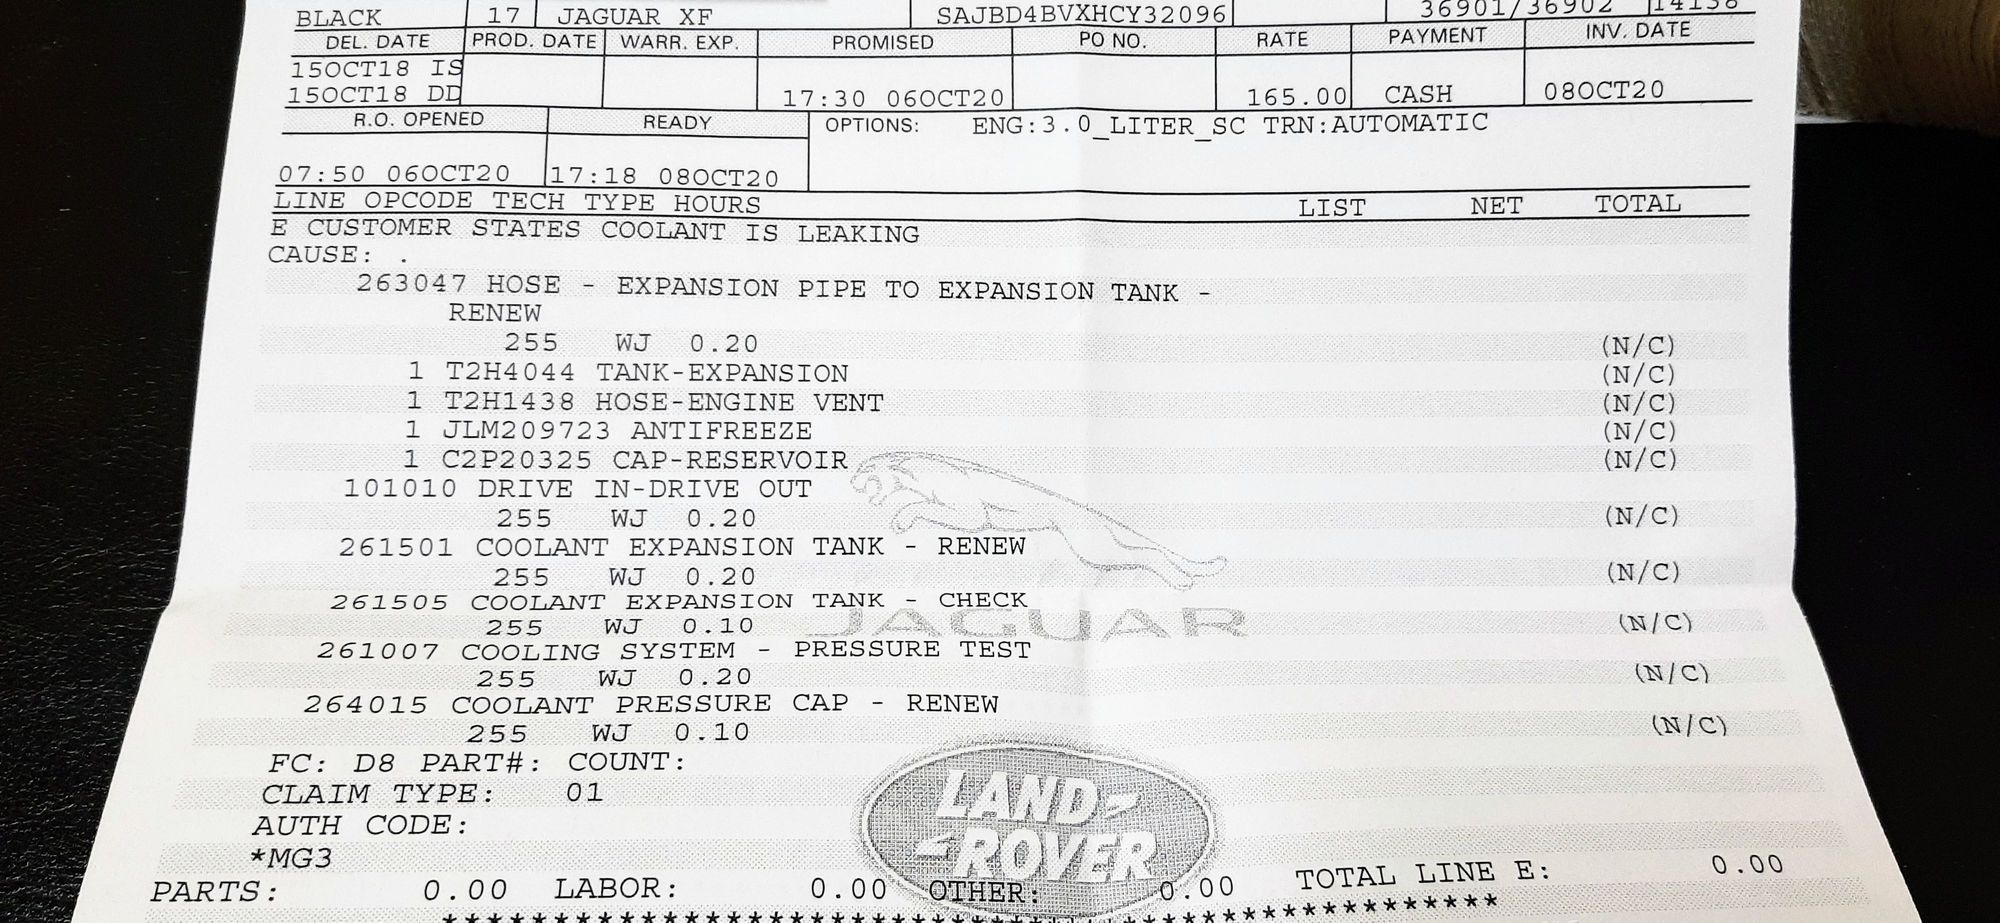 BLACK 17 JAGUAR XF SAJBD4BVXHCY32096 36901/36902 14138
DEL. DATE PROD. DATE WARR. EXP. PROMISED PO NO. RATE PAYMENT INV. DATE
15OCT18 IS
15OCT18 DD 17:30 06OCT20 165.00 CASH 08OCT20
R.O. OPENED READY OPTIONS: ENG:3.0_LITER_SC TRN:AUTOMATIC
07:50 06OCT20 17:18 08OCT20
LINE OPCODE TECH TYPE HOURS LIST NET TOTAL
E CUSTOMER STATES COOLANT IS LEAKING
CAUSE: .
263047 HOSE - EXPANSION PIPE TO EXPANSION TANK -
RENEW
255 WJ 0.20 (N/C)
1 T2H4044 TANK-EXPANSION (N/C)
1 T2H1438 HOSE-ENGINE VENT (N/C)
1 JLM209723 ANTIFREEZE (N/C)
1 C2P20325 CAP-RESERVOIR (N/C)
101010 DRIVE IN-DRIVE OUT
255 WJ 0.20 (N/C)
261501 COOLANT EXPANSION TANK - RENEW
255 WJ 0.20 (N/C)
261505 COOLANT EXPANSION TANK - CHECK
255 WJ 0.10 (N/C)
JAGUAR
261007 COOLING SYSTEM - PRESSURE TEST
255 WJ 0.20 (N/C)
264015 COOLANT PRESSURE CAP - RENEW
255 WJ 0.10 (N/C)
FC: D8 PART#: COUNT:
CLAIM TYPE: 01
AUTH CODE:
*MG3
LAND
ROVER
PARTS: 0.00 LABOR: 0.00 OTHER: 0.00 TOTAL LINE E: 0.00